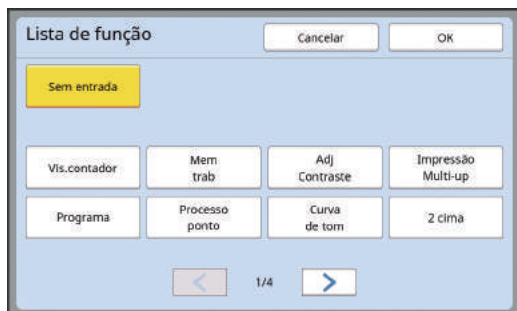 Lista de função
Cancelar
OK
Sem entrada
Vis.contador
Mem
trab
Adj
Contraste
Impressão
Multi-up
Programa
Processo
ponto
Curva
de tom
2 cima
<
1/4
>